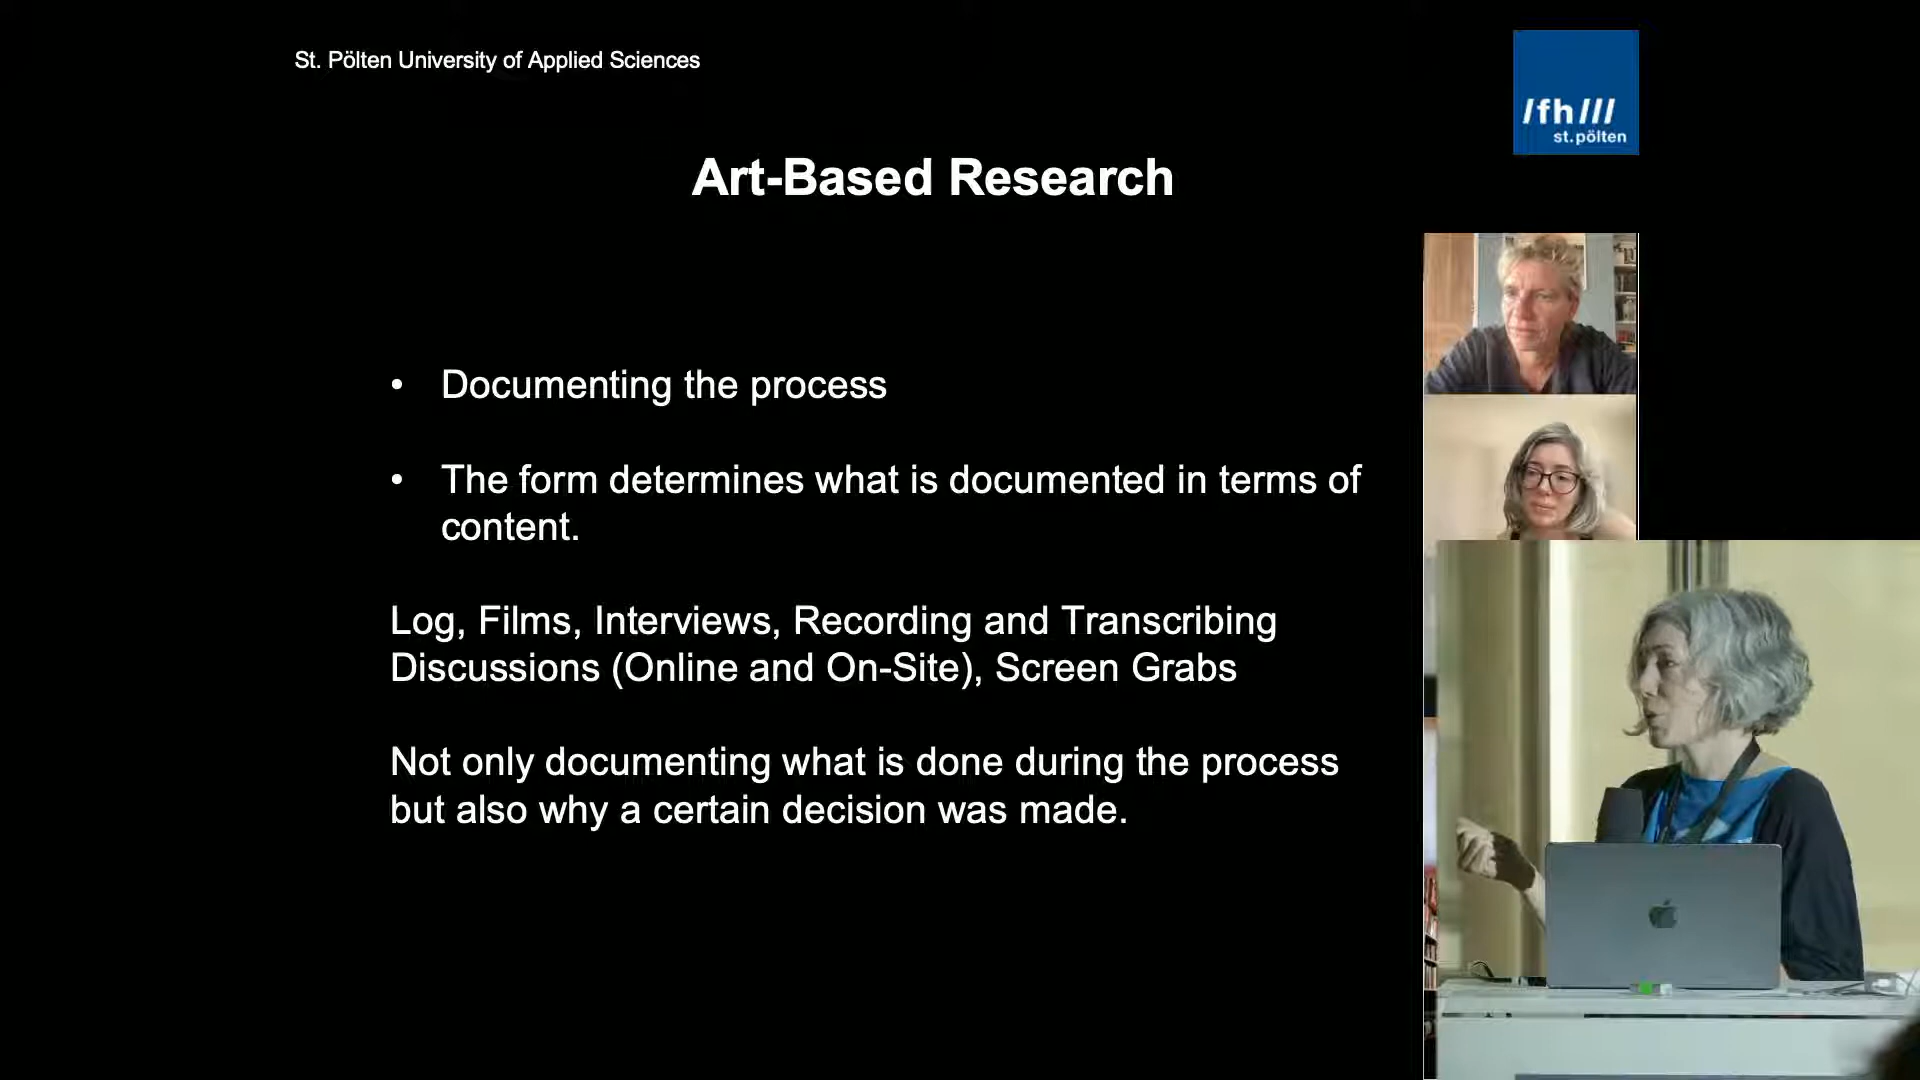 St. Pölten University of Applied Sciences
/fh///
st.pölten
Art-Based Research
• Documenting the process
• The form determines what is documented in terms of
content.
Log, Films, Interviews, Recording and Transcribing
Discussions (Online and On-Site), Screen Grabs
Not only documenting what is done during the process
but also why a certain decision was made.